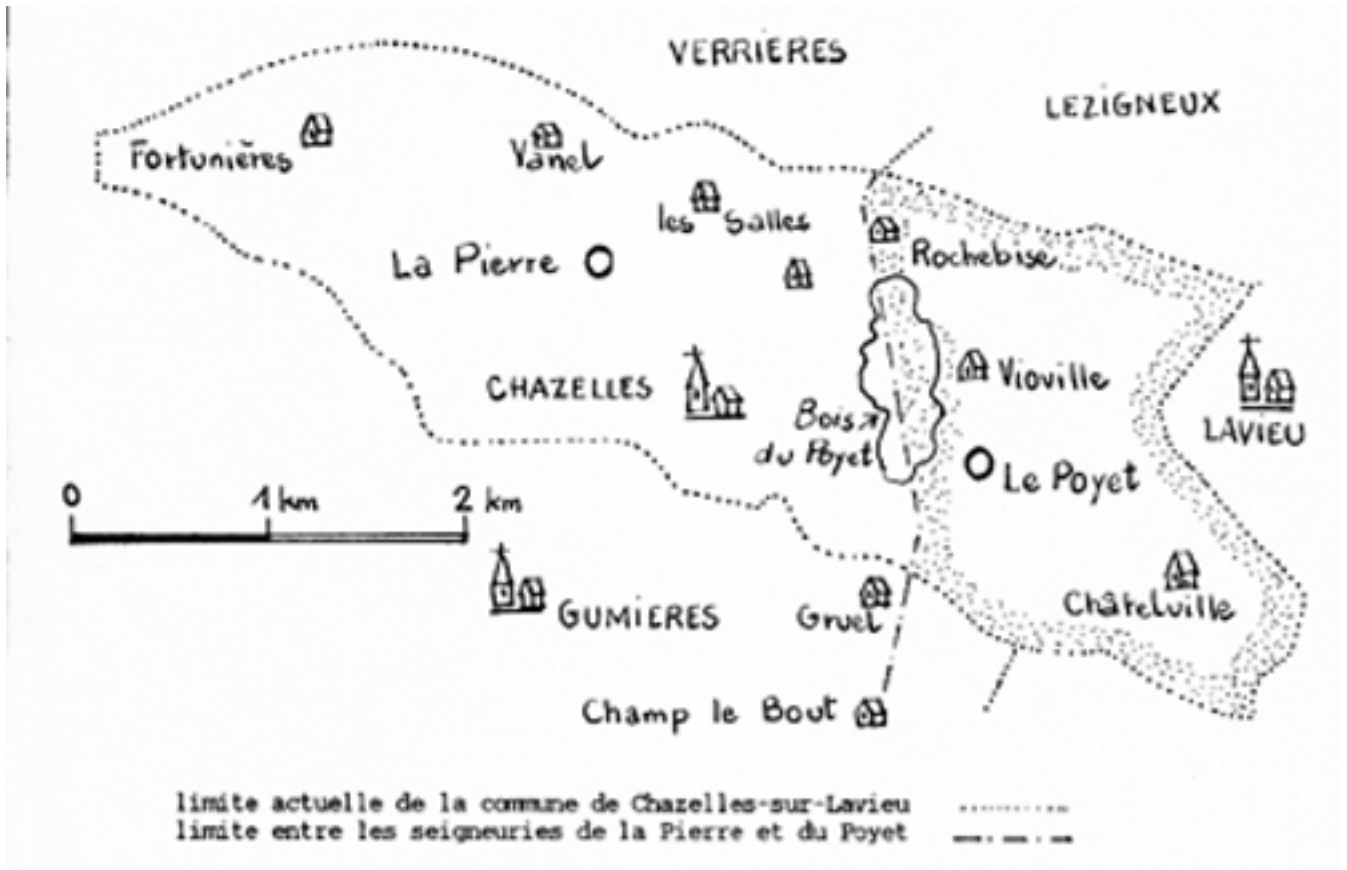 VERRIERES
LEZIGNEUX
Fortunières
Vanel
les Salles
La Pierre
Rochebise
CHAZELLES
Vioville
Bois
du Poyet
LAVIEU
Le Poyet
0 1 km 2 km
GUMIERES
Gruel
Châtelville
Champ le Bout
limite actuelle de la commune de Chazelles-sur-Lavieu
limite entre les seigneuries de la Pierre et du Poyet